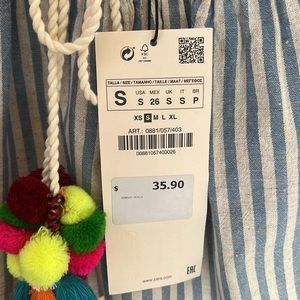 FSC
TALLA / SIZE / TAMANHO / TAILLE / MAAT / ΜΕΓΕΘΟΣ
S
USA MEX UK IT BR
S 26 S S P
XS S M L XL
ART.: 0881/057/403
00881057403026
$ 35.90
www.zara.com
EAC